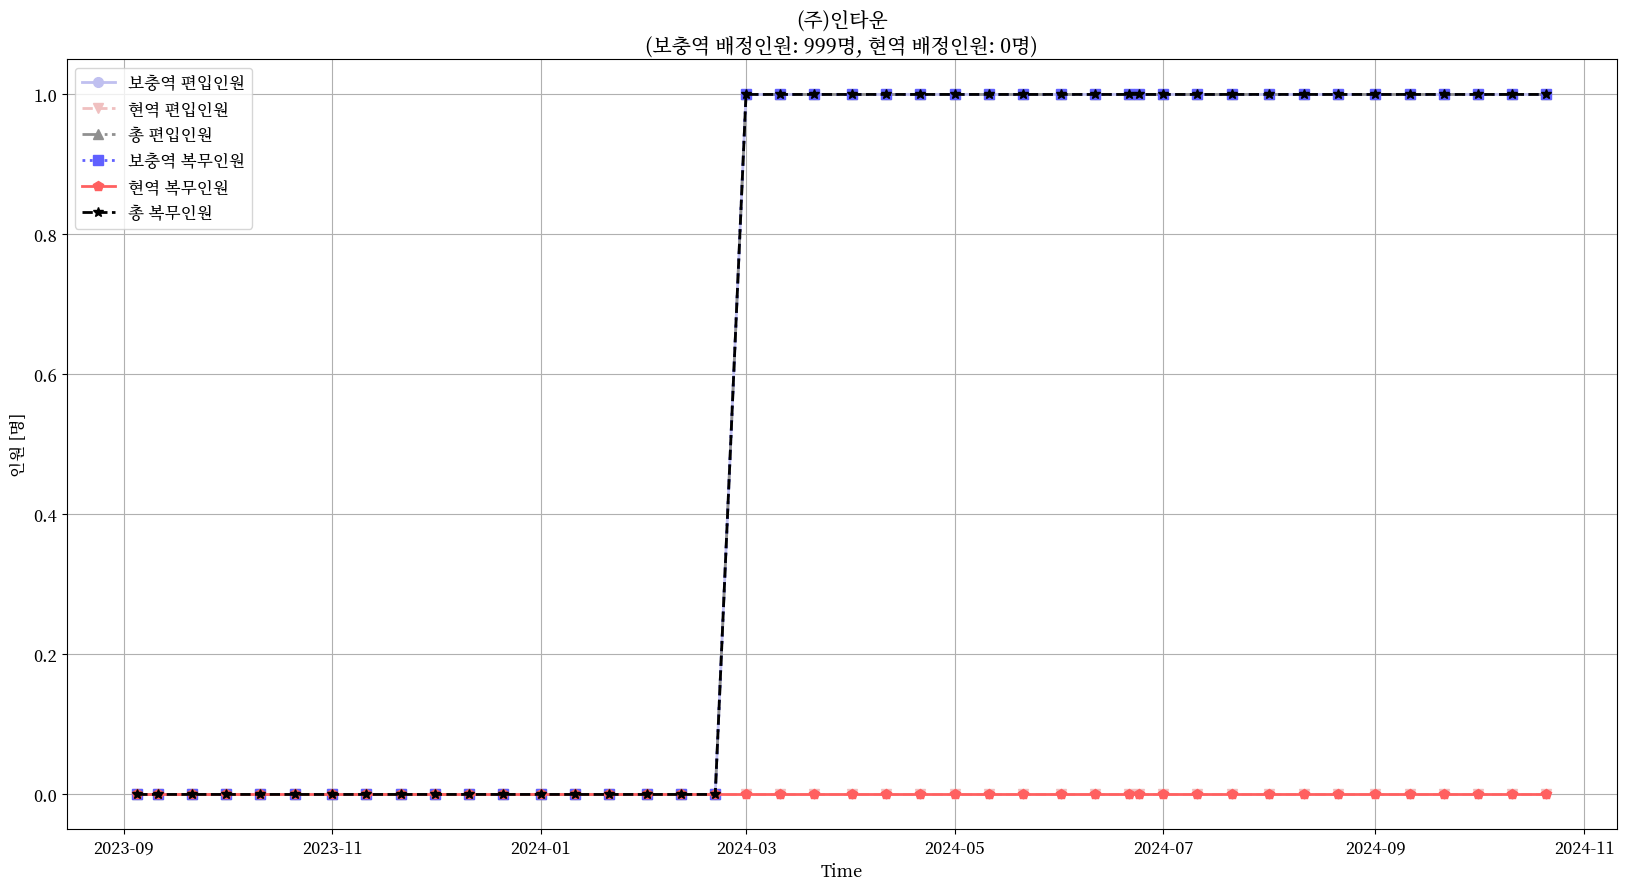 (주)인타운
(보충역 배정인원: 999명, 현역 배정인원: 0명)
보충역 편입인원
현역 편입인원
총 편입인원
보충역 복무인원
현역 복무인원
총 복무인원
인원 [명]
1.0
0.8
0.6
0.4
0.2
0.0
2023-09 2023-11 2024-01 2024-03 2024-05 2024-07 2024-09 2024-11
Time